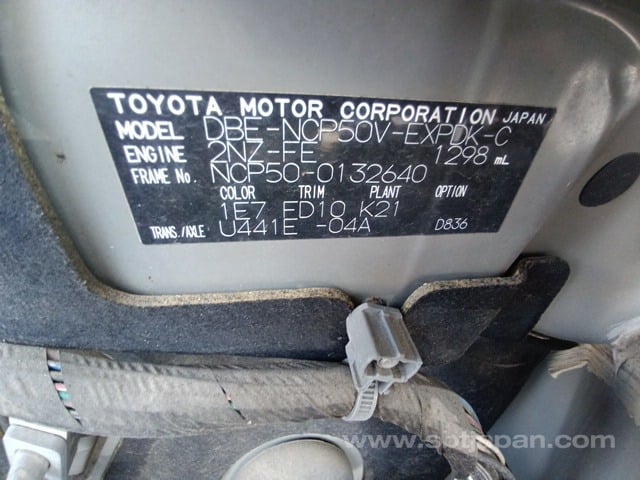 TOYOTA MOTOR CORPORATION JAPAN
MODEL DBE-NCP50V-EXPDK-C
ENGINE 2NZ-FE 1298 mL
FRAME No. NCP50-0132640
COLOR TRIM PLANT OPTION
1E7 ED10 K21
TRANS./AXLE U441E -04A D836
www.sbtjapan.com